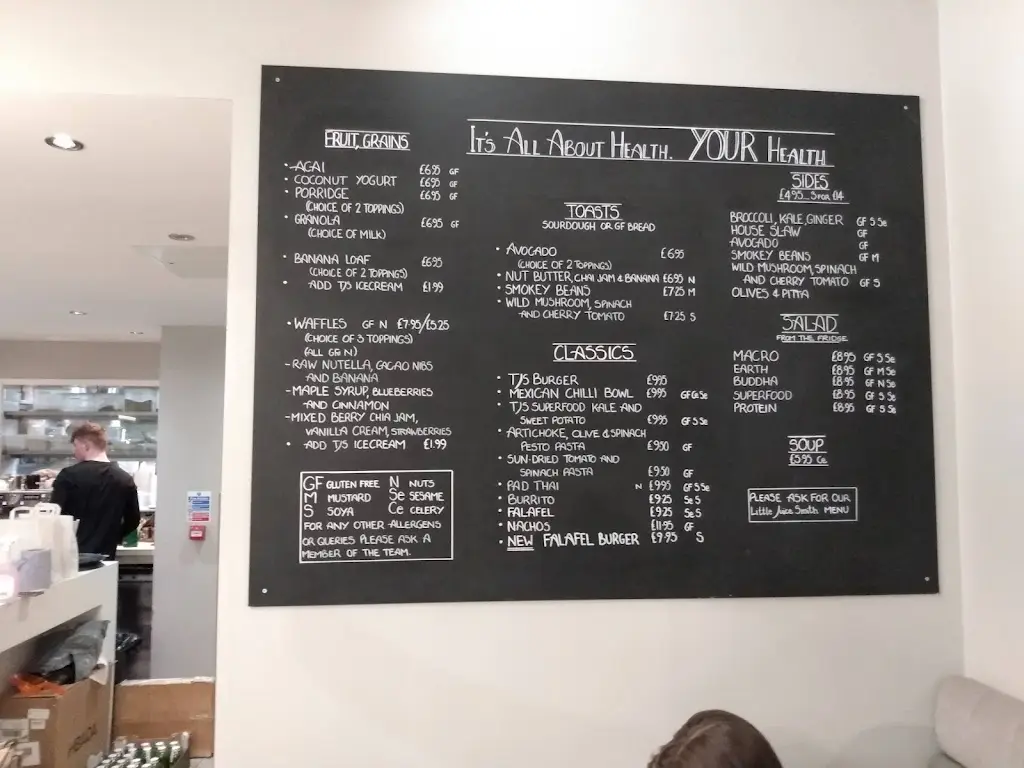 IT'S ALL ABOUT HEALTH. YOUR HEALTH.
FRUIT, GRAINS
• ACAI £6.95 GF
• COCONUT YOGURT £6.95 GF
• PORRIDGE £6.95 GF
(CHOICE OF 2 TOPPINGS)
• GRANOLA £6.95 GF
(CHOICE OF MILK)
• BANANA LOAF £6.95
(CHOICE OF 2 TOPPINGS)
• ADD TJS ICECREAM £1.99
• WAFFLES GF N £7.95/£5.25
(CHOICE OF 3 TOPPINGS)
(ALL GF N)
-RAW NUTELLA, CACAO NIBS
AND BANANA
-MAPLE SYRUP, BLUEBERRIES
AND CINNAMON
-MIXED BERRY CHIA JAM,
VANILLA CREAM, STRAWBERRIES
• ADD TJS ICECREAM £1.99
GF GLUTEN FREE N NUTS
M MUSTARD Se SESAME
S SOYA Ce CELERY
FOR ANY OTHER ALLERGENS
OR QUERIES PLEASE ASK A
MEMBER OF THE TEAM.
TOASTS
SOURDOUGH OR GF BREAD
• AVOCADO £6.95
(CHOICE OF 2 TOPPINGS)
• NUT BUTTER, CHAI JAM & BANANA £6.95 N
• SMOKEY BEANS £7.25 M
• WILD MUSHROOM, SPINACH
AND CHERRY TOMATO £7.25 S
CLASSICS
• TJS BURGER £9.95
• MEXICAN CHILLI BOWL £9.95 GF Ce Se
• TJS SUPERFOOD KALE AND
SWEET POTATO £9.95 GF S Se
• ARTICHOKE, OLIVE & SPINACH
PESTO PASTA £9.50 GF
• SUN-DRIED TOMATO AND
SPINACH PASTA £9.50 GF
• PAD THAI N £9.95 GF S Se
• BURRITO £9.25 Se S
• FALAFEL £9.25 Se S
• NACHOS £11.95 GF
• NEW FALAFEL BURGER £9.95 S
SIDES
£4.95
BROCCOLI, KALE, GINGER GF S Se
HOUSE SLAW GF
AVOCADO GF
SMOKEY BEANS GF M
WILD MUSHROOM, SPINACH
AND CHERRY TOMATO GF S
OLIVES & PITTA
SALAD
FROM THE FRIDGE
MACRO £8.95 GF S Se
EARTH £8.95 GF M Se
BUDDHA £8.95 GF N Se
SUPERFOOD £8.95 GF S Se
PROTEIN £8.95 GF S Se
SOUP
£5.95 Ce
PLEASE ASK FOR OUR
Little Juice Smith MENU